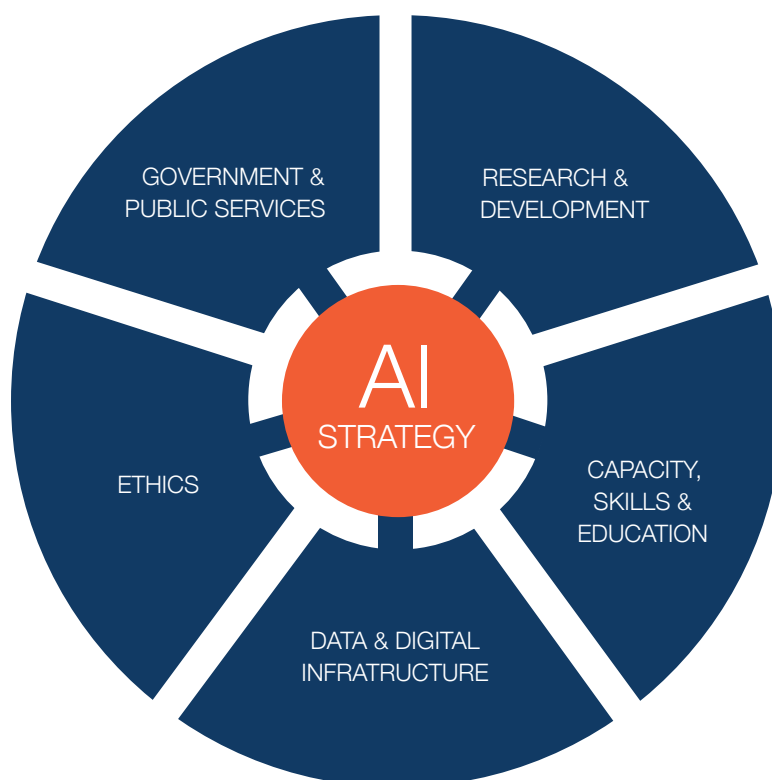 GOVERNMENT &
PUBLIC SERVICES
RESEARCH &
DEVELOPMENT
AI
STRATEGY
ETHICS
CAPACITY,
SKILLS &
EDUCATION
DATA & DIGITAL
INFRATRUCTURE